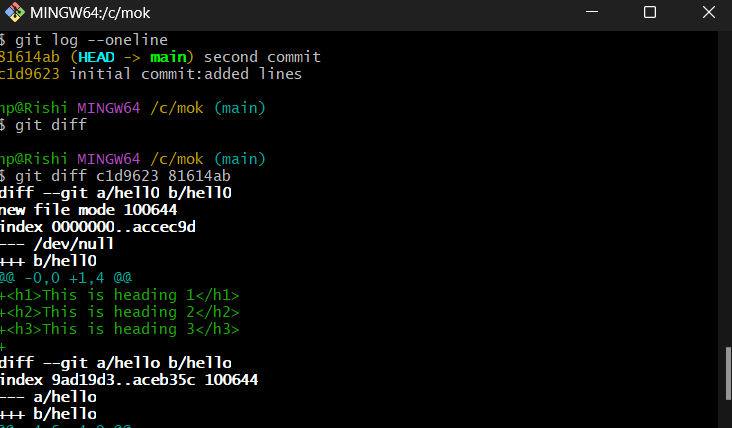 MINGW64:/c/mok
$ git log --oneline
81614ab (HEAD -> main) second commit
c1d9623 initial commit:added lines
hp@Rishi MINGW64 /c/mok (main)
$ git diff
hp@Rishi MINGW64 /c/mok (main)
$ git diff c1d9623 81614ab
diff --git a/hell0 b/hell0
new file mode 100644
index 0000000..accec9d
--- /dev/null
+++ b/hell0
@@ -0,0 +1,4 @@
+<h1>This is heading 1</h1>
+<h2>This is heading 2</h2>
+<h3>This is heading 3</h3>
+
diff --git a/hello b/hello
index 9ad19d3..aceb35c 100644
--- a/hello
+++ b/hello